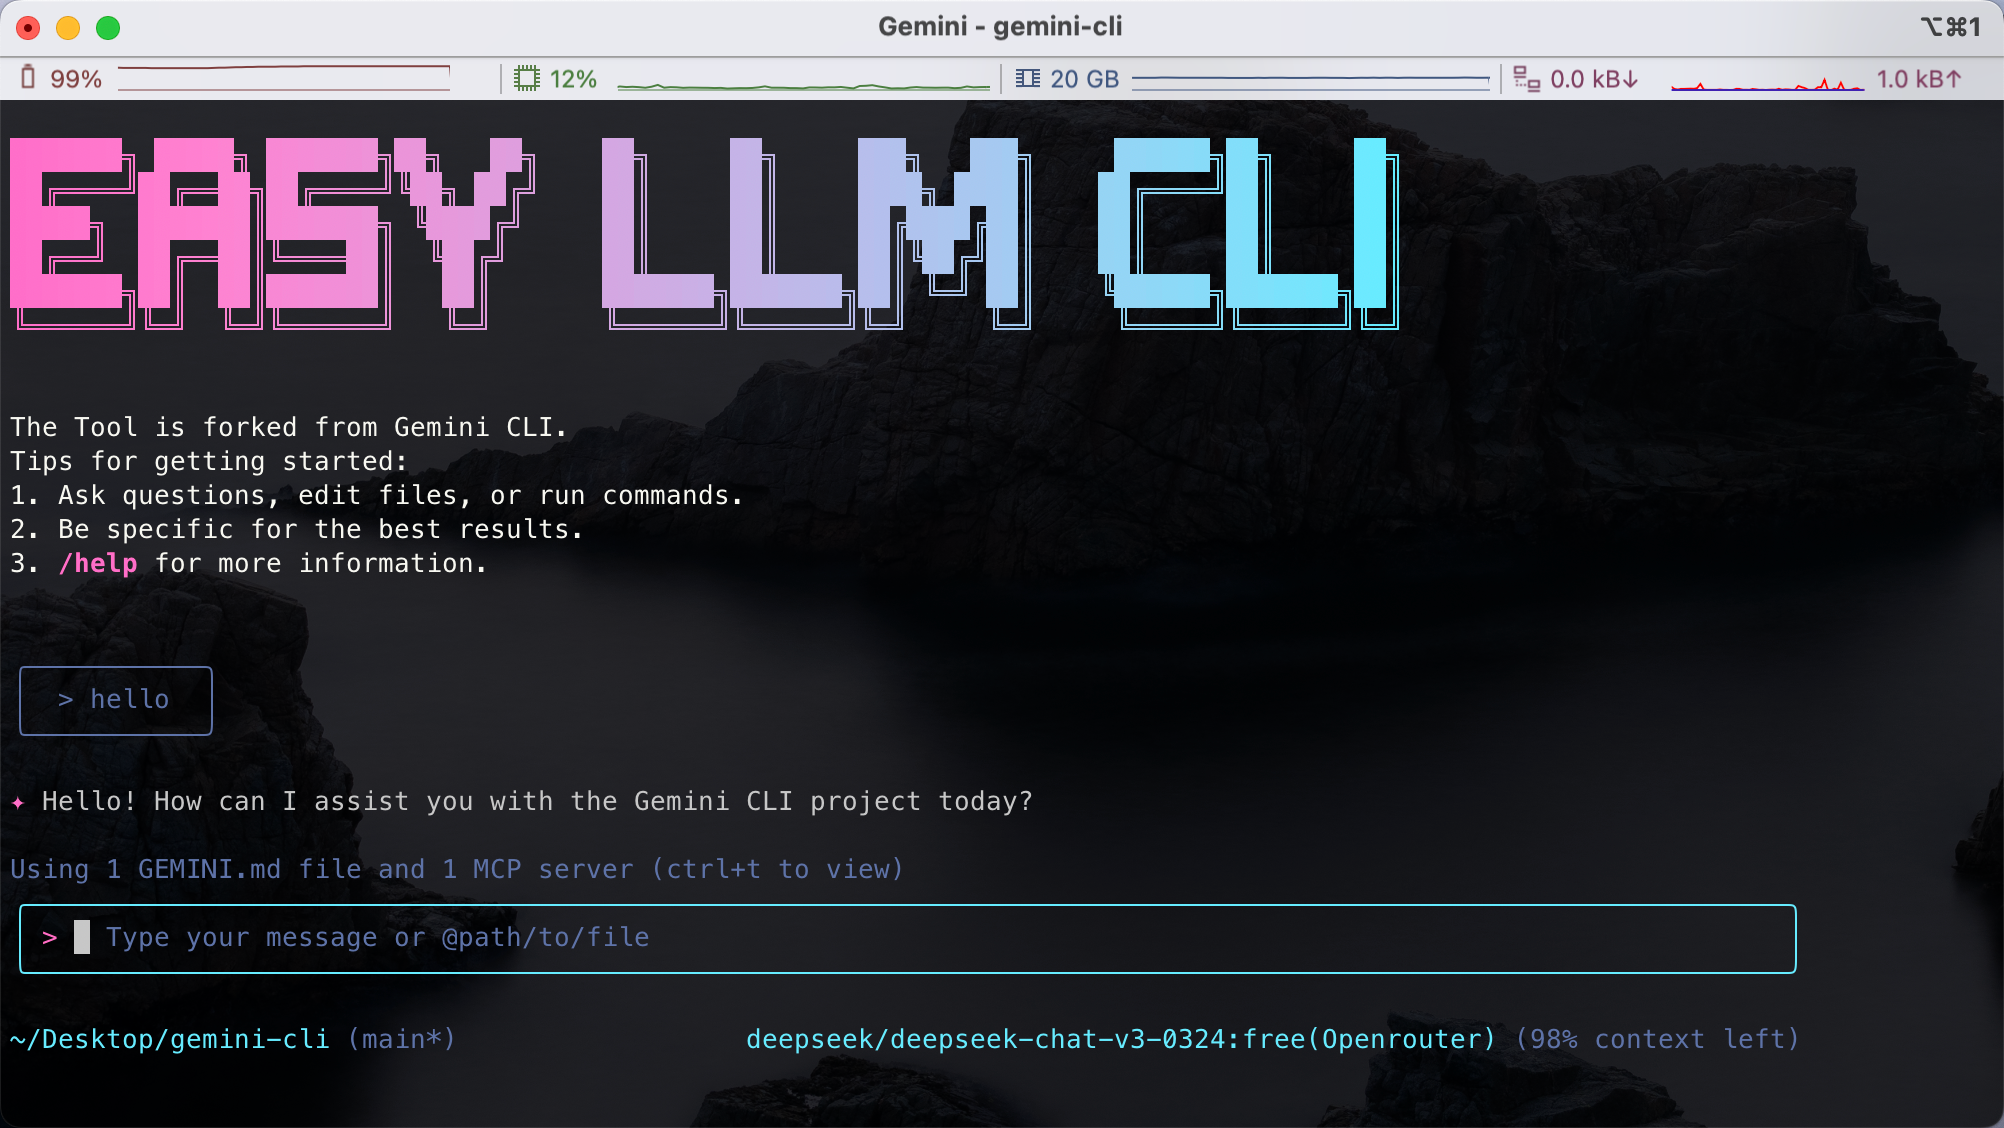 Gemini - gemini-cli
⌥⌘1
99% 12% 20 GB 0.0 kB↓ 1.0 kB↑
EASY LLM CLI
The Tool is forked from Gemini CLI.
Tips for getting started:
1. Ask questions, edit files, or run commands.
2. Be specific for the best results.
3. /help for more information.
> hello
✦ Hello! How can I assist you with the Gemini CLI project today?
Using 1 GEMINI.md file and 1 MCP server (ctrl+t to view)
> Type your message or @path/to/file
~/Desktop/gemini-cli (main*) deepseek/deepseek-chat-v3-0324:free(Openrouter) (98% context left)